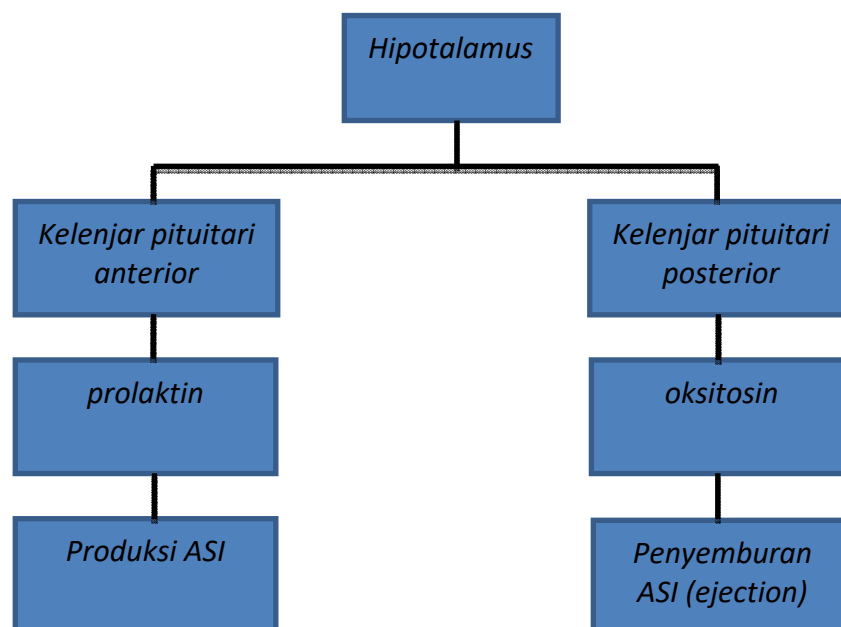 Hipotalamus
Kelenjar pituitari
anterior
Kelenjar pituitari
posterior
prolaktin
oksitosin
Produksi ASI
Penyemburan
ASI (ejection)